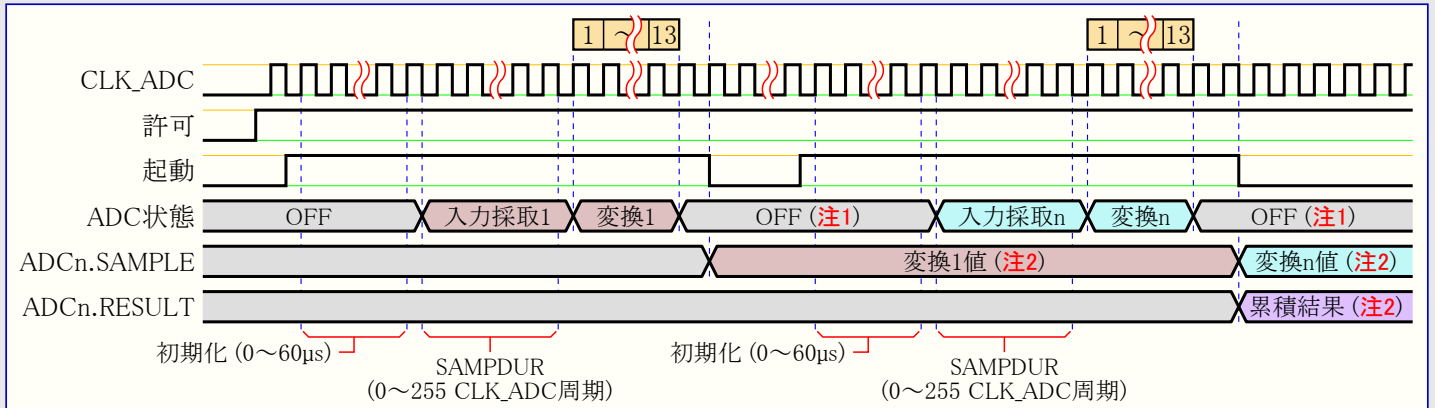 1 ～ 13 1 ～ 13
CLK_ADC
許可
起動
ADC状態 OFF 入力採取1 変換1 OFF (注1) 入力採取n 変換n OFF (注1)
ADCn.SAMPLE 変換1値 (注2) 変換n値 (注2)
ADCn.RESULT 累積結果 (注2)
初期化 (0～60µs) 初期化 (0～60µs)
SAMPDUR SAMPDUR
(0～255 CLK_ADC周期) (0～255 CLK_ADC周期)